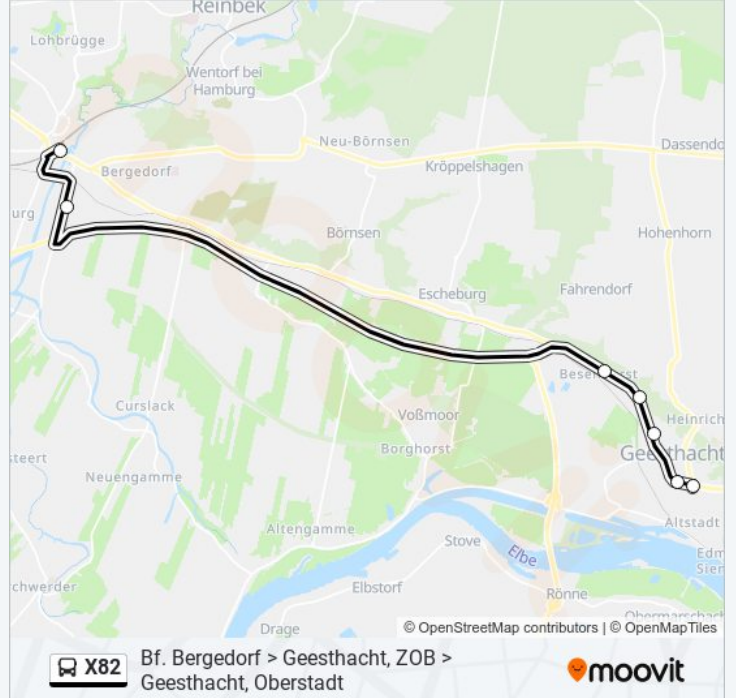 Reinbek
Lohbrügge
Wentorf bei
Hamburg
Neu-Börnsen
Dassendo
Kröppelshagen
Bergedorf
urg
Börnsen
Hohenhorn
Escheburg
Fahrendorf
Besenhorst
Curslack
Voßmoor
Heinrich
Geesthacht
Borghorst
steert
Neuengamme
Altengamme
Altstadt
Stove
Elbe
Edm
Sien
chwerder
Elbstorf
Rönne
Drage
Obermarschac
© OpenStreetMap contributors | © OpenMapTiles
X82
Bf. Bergedorf > Geesthacht, ZOB >
Geesthacht, Oberstadt
moovit